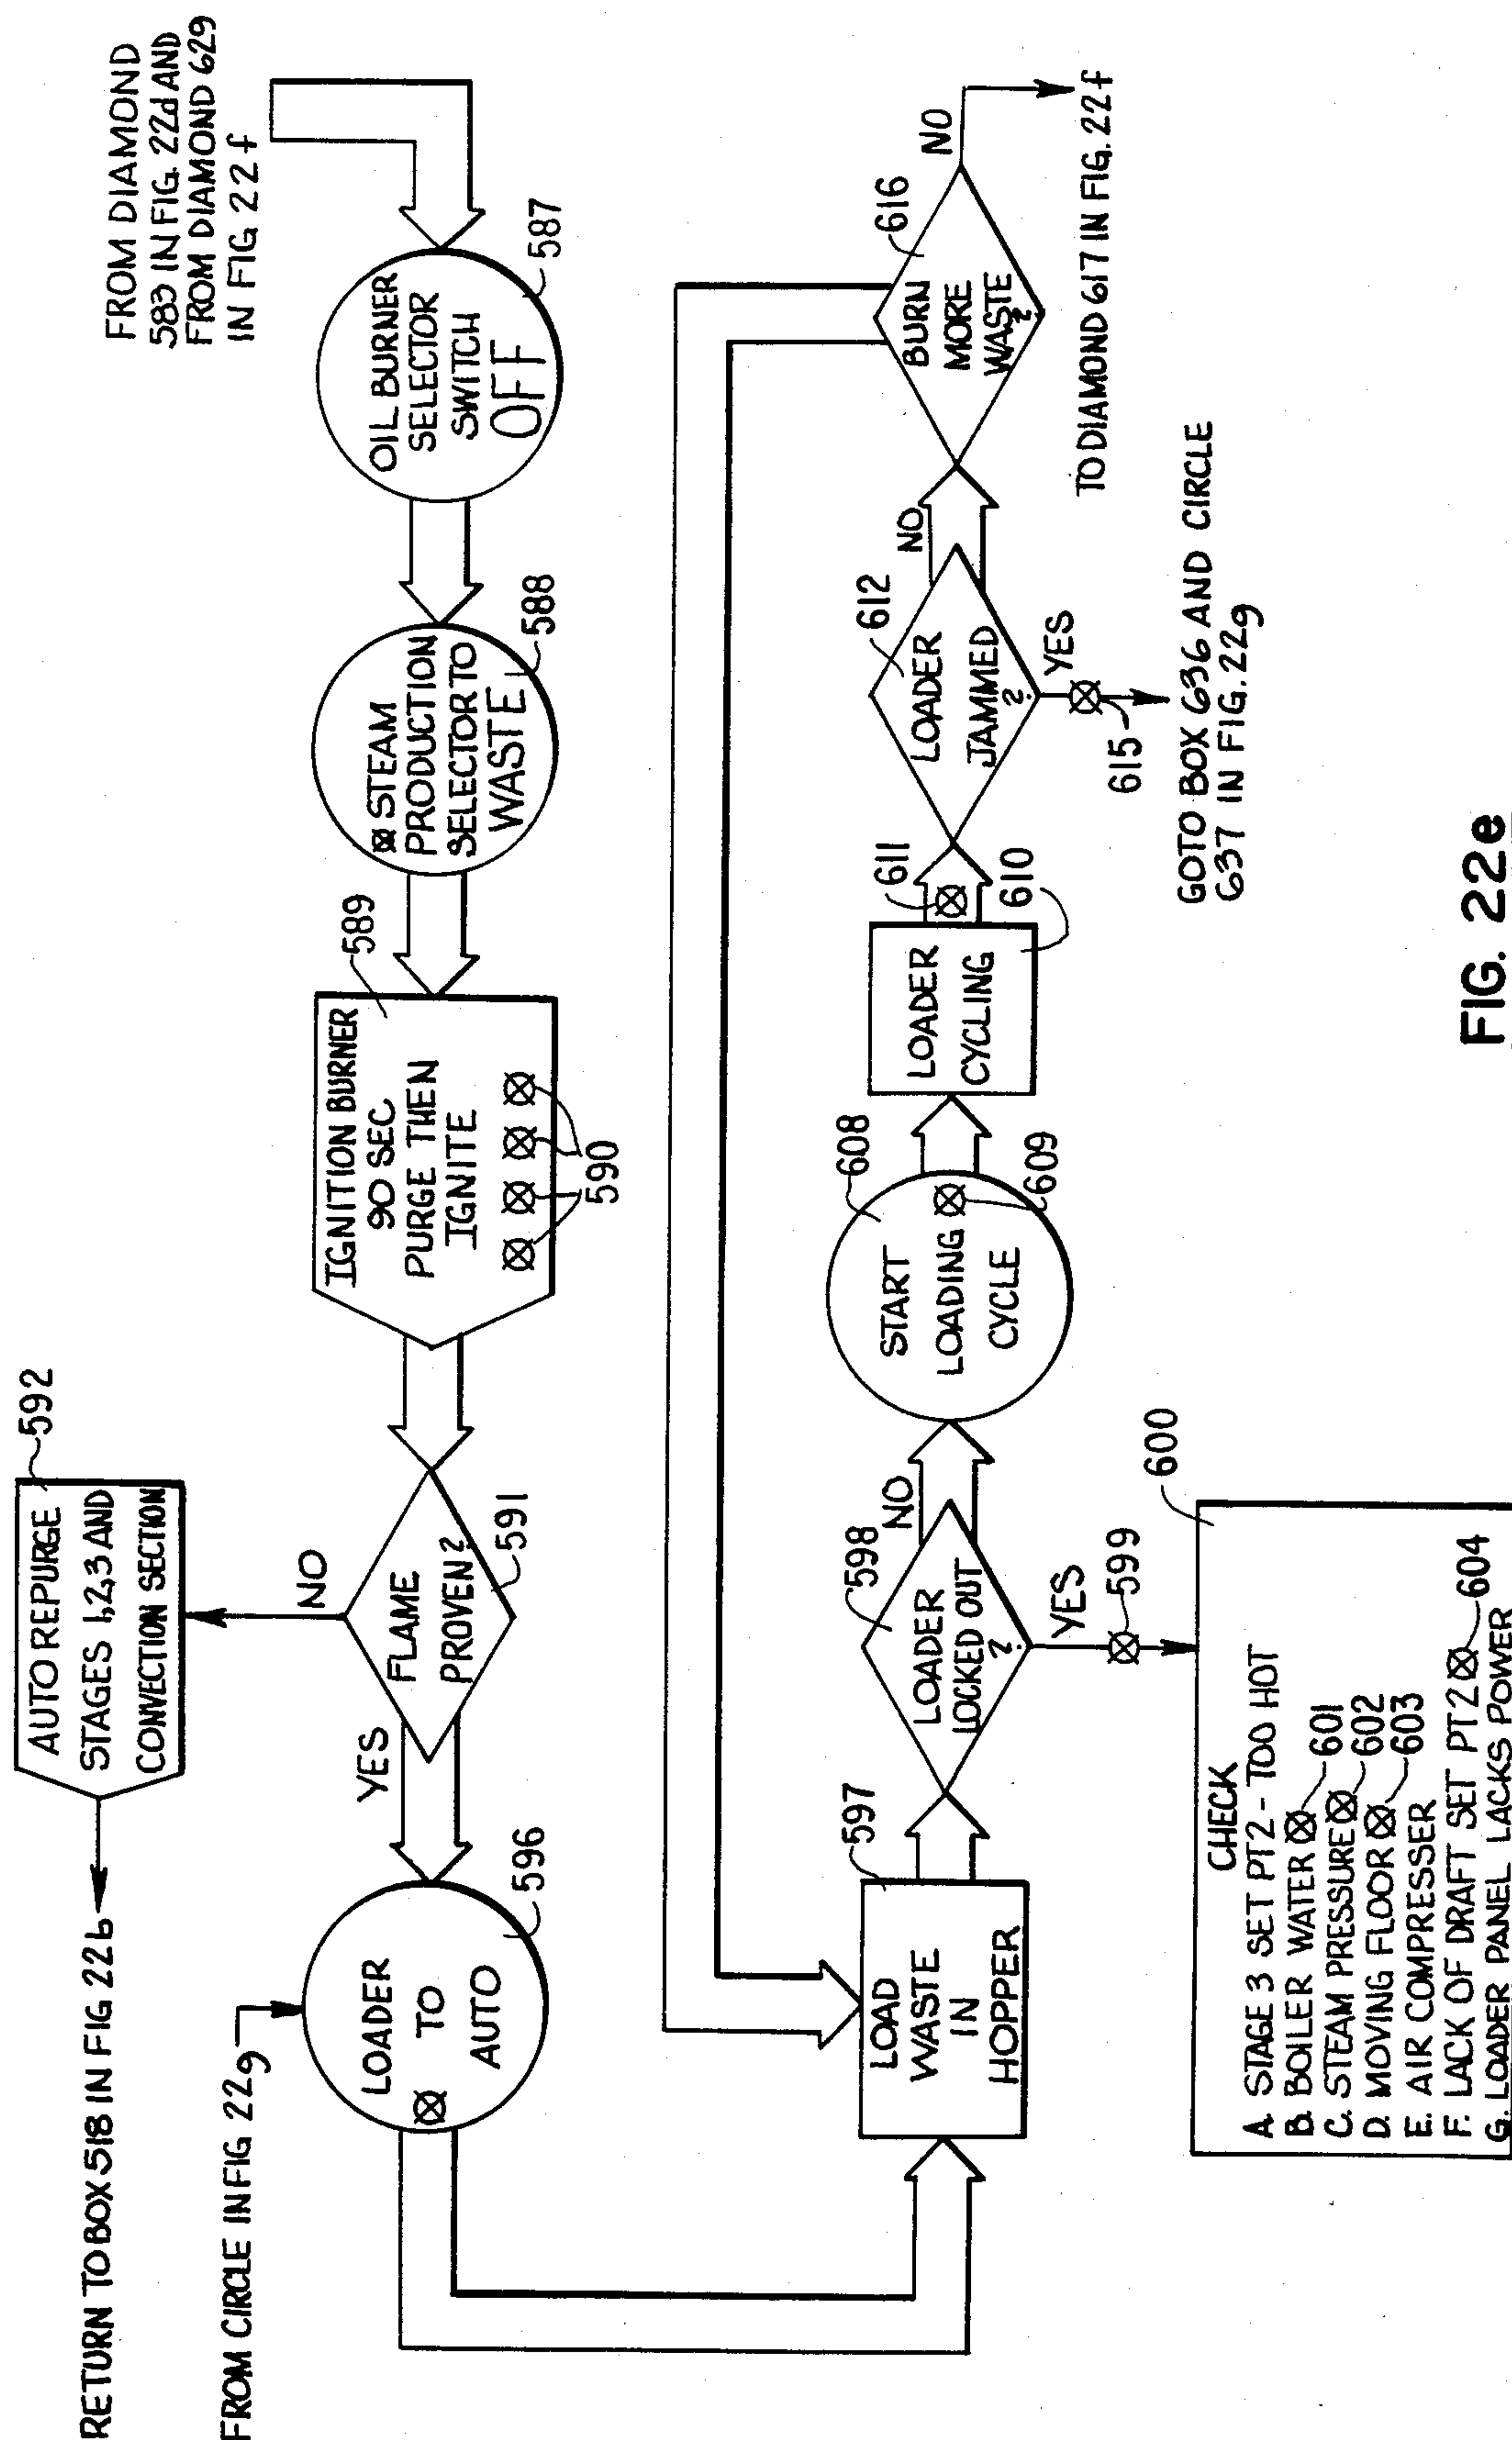 RETURN TO BOX 518 IN FIG 22b
AUTO REPURGE
STAGES 1,2,3 AND
CONVECTION SECTION
592
FROM DIAMOND
583 IN FIG. 22d AND
FROM DIAMOND 629
IN FIG 22f
FROM CIRCLE IN FIG 22g
LOADER
TO
AUTO
596
YES
FLAME
PROVEN?
591
NO
IGNITION BURNER
90 SEC
PURGE THEN
IGNITE
589
590
STEAM
PRODUCTION
SELECTOR TO
WASTE
588
OIL BURNER
SELECTOR
SWITCH
OFF
587
LOAD
WASTE
IN
HOPPER
597
LOADER
LOCKED OUT
?
598
NO
YES
599
START
LOADING
CYCLE
608
609
LOADER
CYCLING
610
611
LOADER
JAMMED
?
612
NO
YES
615
BURN
MORE
WASTE
?
616
NO
TO DIAMOND 617 IN FIG. 22f
GOTO BOX 636 AND CIRCLE
637 IN FIG. 22g
600
CHECK
A. STAGE 3 SET PT2 - TOO HOT
B. BOILER WATER 601
C. STEAM PRESSURE 602
D. MOVING FLOOR 603
E. AIR COMPRESSER
F. LACK OF DRAFT SET PT2 604
G. LOADER PANEL LACKS POWER
FIG. 22e